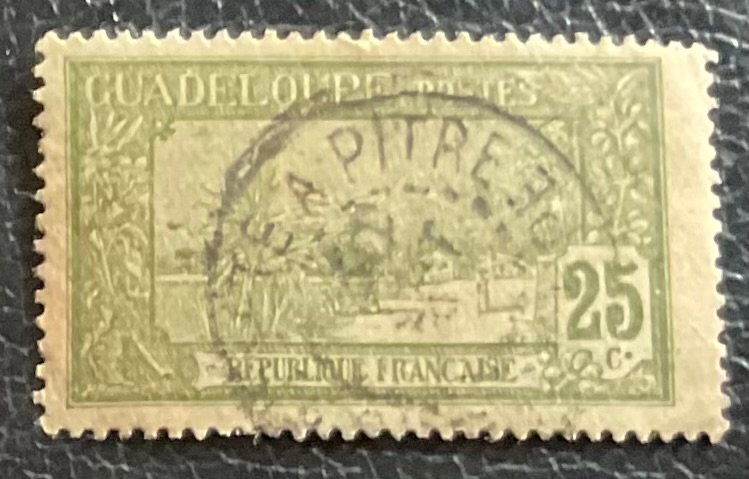 GUADELOUPE POSTES
A PITRE
25
C.
REPUBLIQUE FRANCAISE